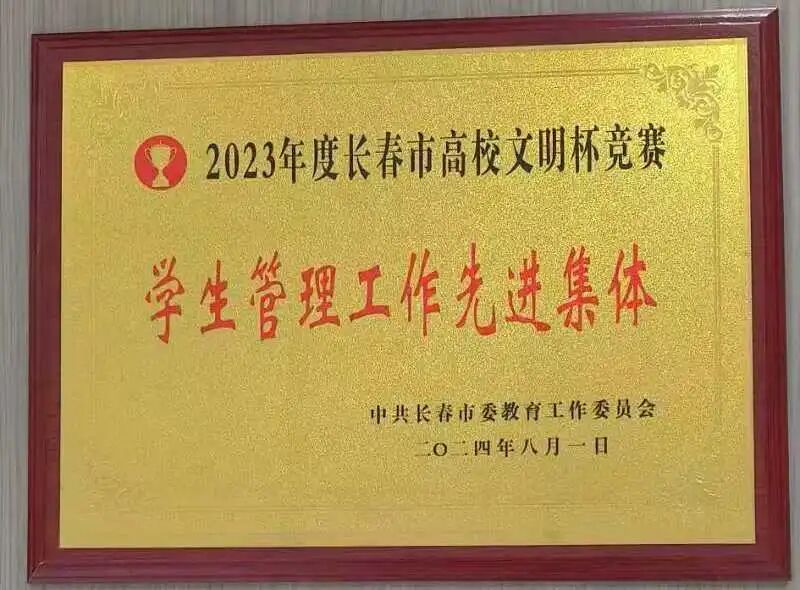 2023年度长春市高校文明杯竞赛
学生管理工作先进集体
中共长春市委教育工作委员会
二〇二四年八月一日